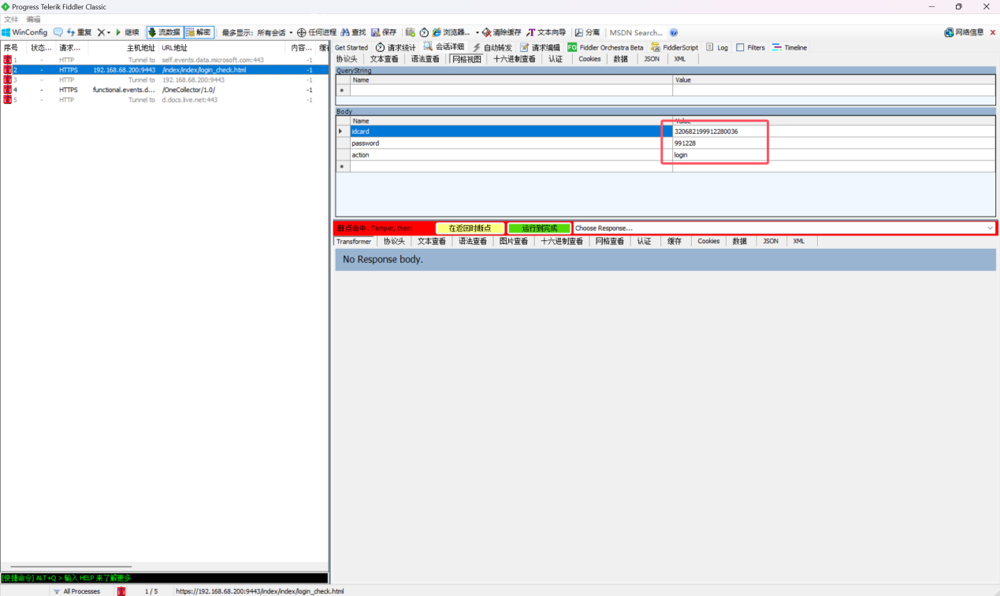 Progress Telerik Fiddler Classic
文件 编辑
WinConfig 重复 继续 流数据 解密 最多显示: 所有会话 任何进程 查找 保存 浏览器... 清除缓存 文本向导 分离 MSDN Search... 网络信息
序号 状态... 请求... 主机地址 URL地址 内容... 缓
1 - HTTP Tunnel to self.events.data.microsoft.com:443 -1
2 - HTTPS 192.168.68.200:9443 /index/index/login_check.html -1
3 - HTTP Tunnel to 192.168.68.200:9443 -1
4 - HTTPS functional.events.d... /OneCollector/1.0/ -1
5 - HTTP Tunnel to d.docs.live.net:443 -1
Get Started 请求统计 会话详细 自动转发 请求编辑 FO Fiddler Orchestra Beta FiddlerScript Log Filters Timeline
协议头 文本查看 语法查看 网格视图 十六进制查看 认证 Cookies 数据 JSON XML
QueryString
Name Value
Body
Name Value
idcard 320682199912280036
password 991228
action login
断点命中. Tamper, then: 在返回时断点 运行到完成 Choose Response...
Transformer 协议头 文本查看 语法查看 图片查看 十六进制查看 网格查看 认证 缓存 Cookies 数据 JSON XML
No Response body.
[快捷命令] ALT+Q > 输入 HELP 来了解更多
All Processes 1 / 5 https://192.168.68.200:9443/index/index/login_check.html